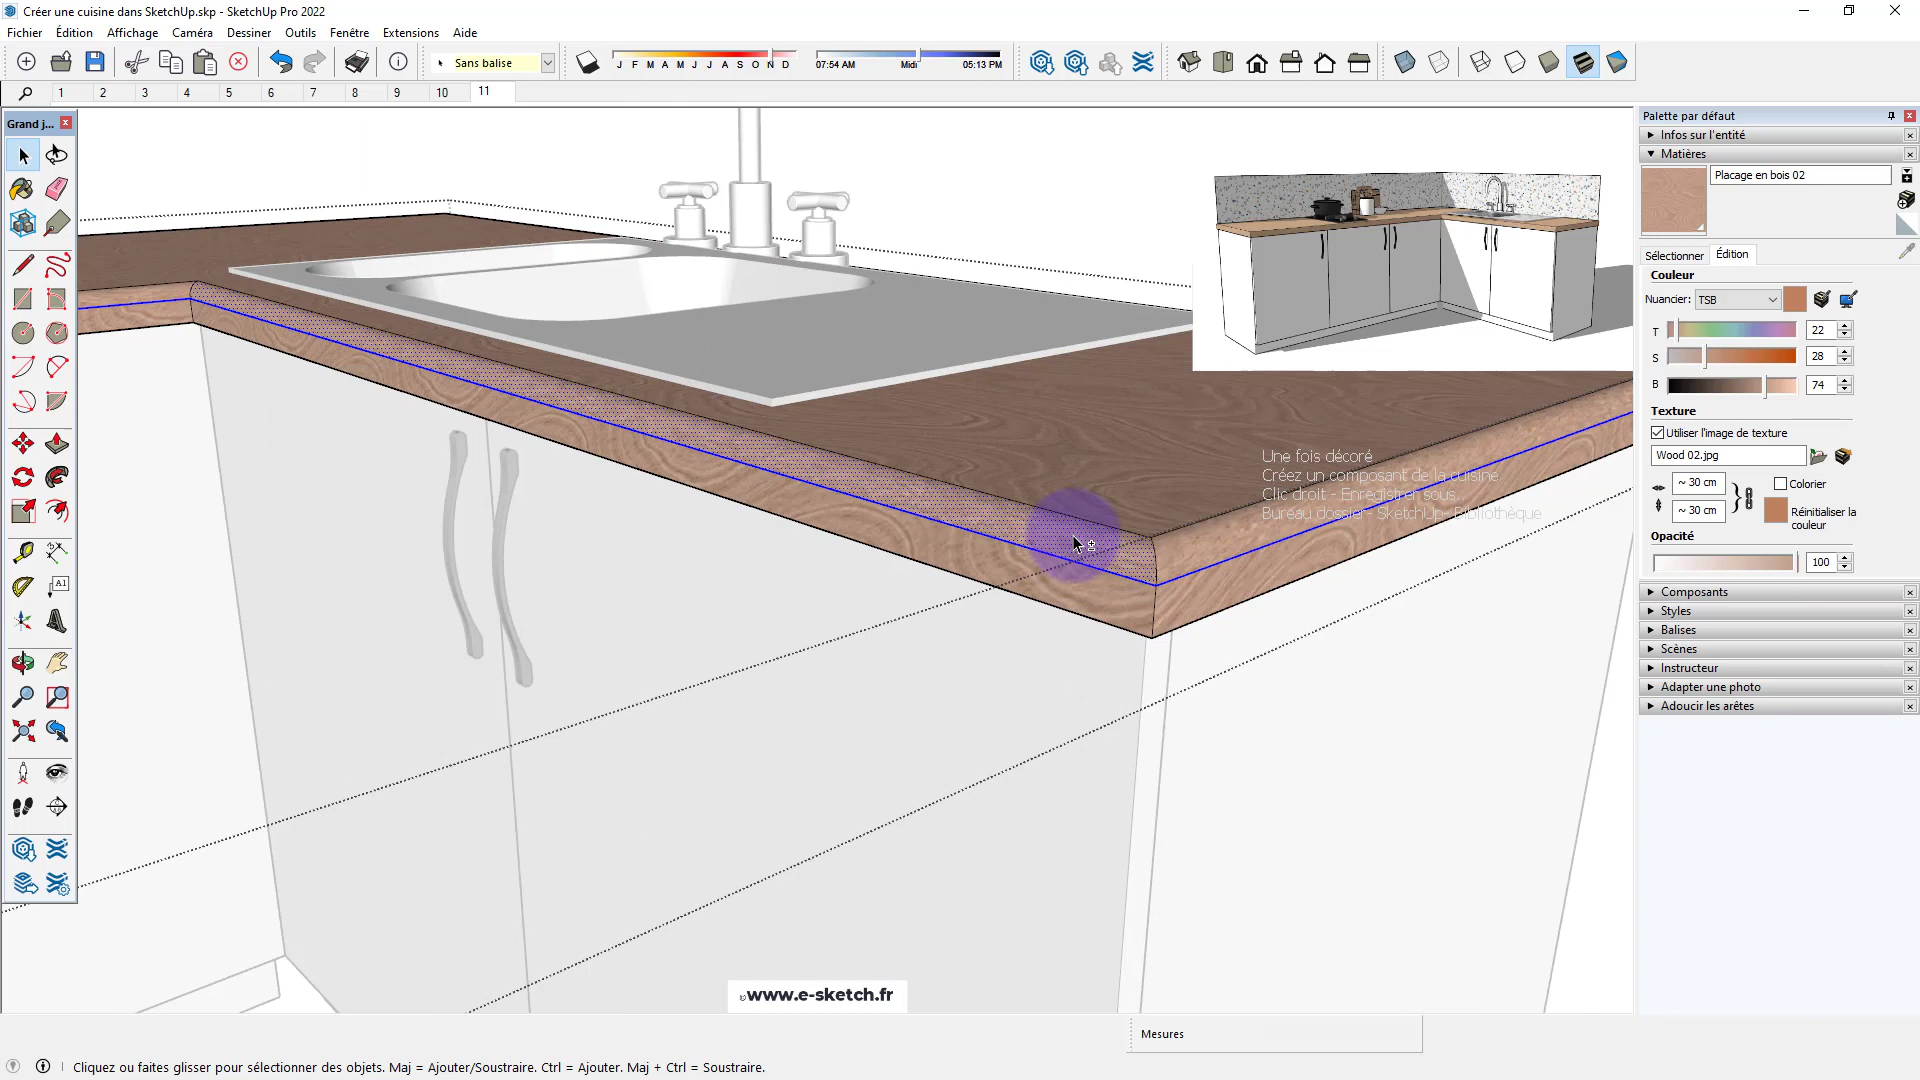 Créer une cuisine dans SketchUp.skp - SketchUp Pro 2022
Fichier Édition Affichage Caméra Dessiner Outils Fenêtre Extensions Aide
Sans balise
J F M A M J J A S O N D
07:54 AM Midi 05:13 PM
1 2 3 4 5 6 7 8 9 10 11
Grand j...
Palette par défaut
Infos sur l'entité
Matières
Placage en bois 02
Sélectionner Édition
Couleur
Nuancier: TSB
T 22
S 28
B 74
Texture
Utiliser l'image de texture
Wood 02.jpg
~ 30 cm Colorier
~ 30 cm Réinitialiser la
couleur
Opacité
100
Composants
Styles
Balises
Scènes
Instructeur
Adapter une photo
Adoucir les arêtes
Une fois décoré
Créez un composant de la cuisine
Clic droit - Enregistrer sous...
Bureau dossier- SketchUp- Bibliothèque
A1
©www.e-sketch.fr
Mesures
Cliquez ou faites glisser pour sélectionner des objets. Maj = Ajouter/Soustraire. Ctrl = Ajouter. Maj + Ctrl = Soustraire.